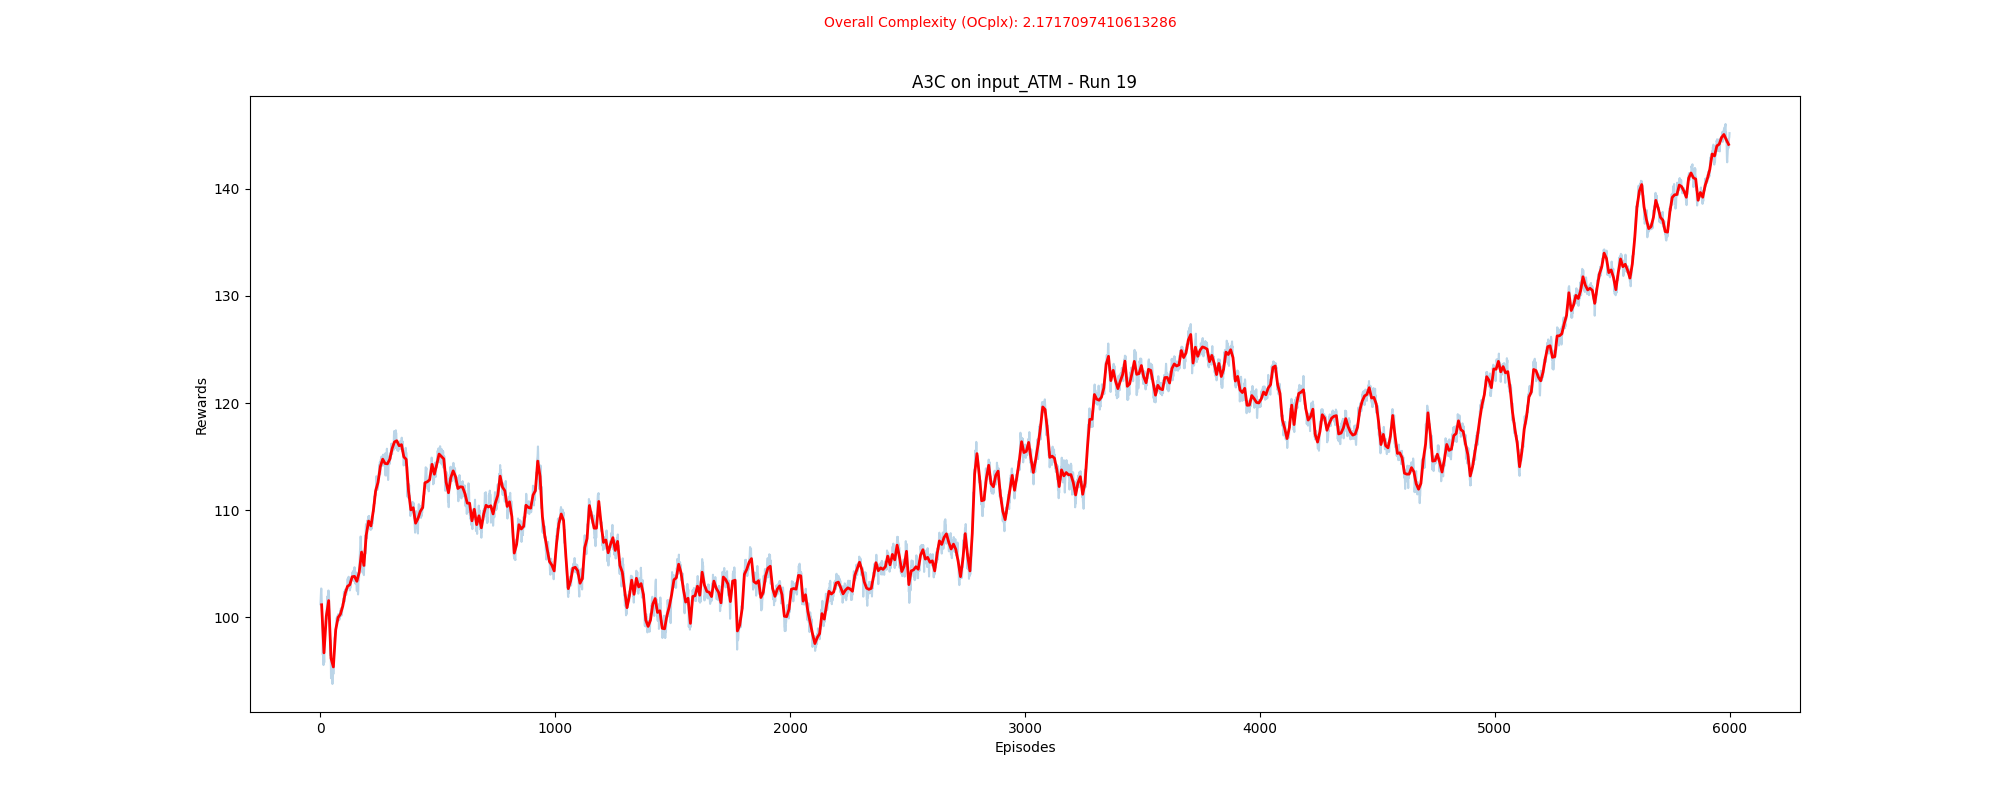 Overall Complexity (OCplx): 2.1717097410613286
A3C on input_ATM - Run 19
Rewards
140
130
120
110
100
0 1000 2000 3000 4000 5000 6000
Episodes